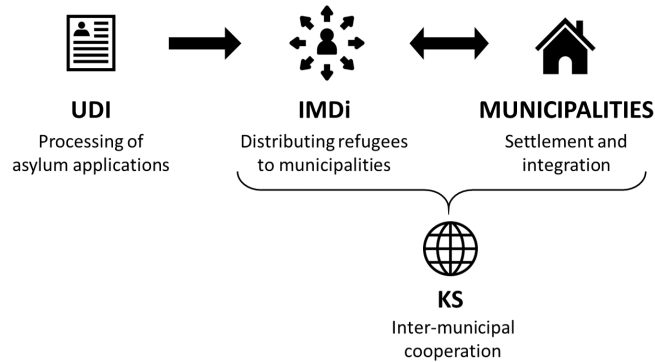 UDI
Processing of
asylum applications
IMDi
Distributing refugees
to municipalities
MUNICIPALITIES
Settlement and
integration
KS
Inter-municipal
cooperation